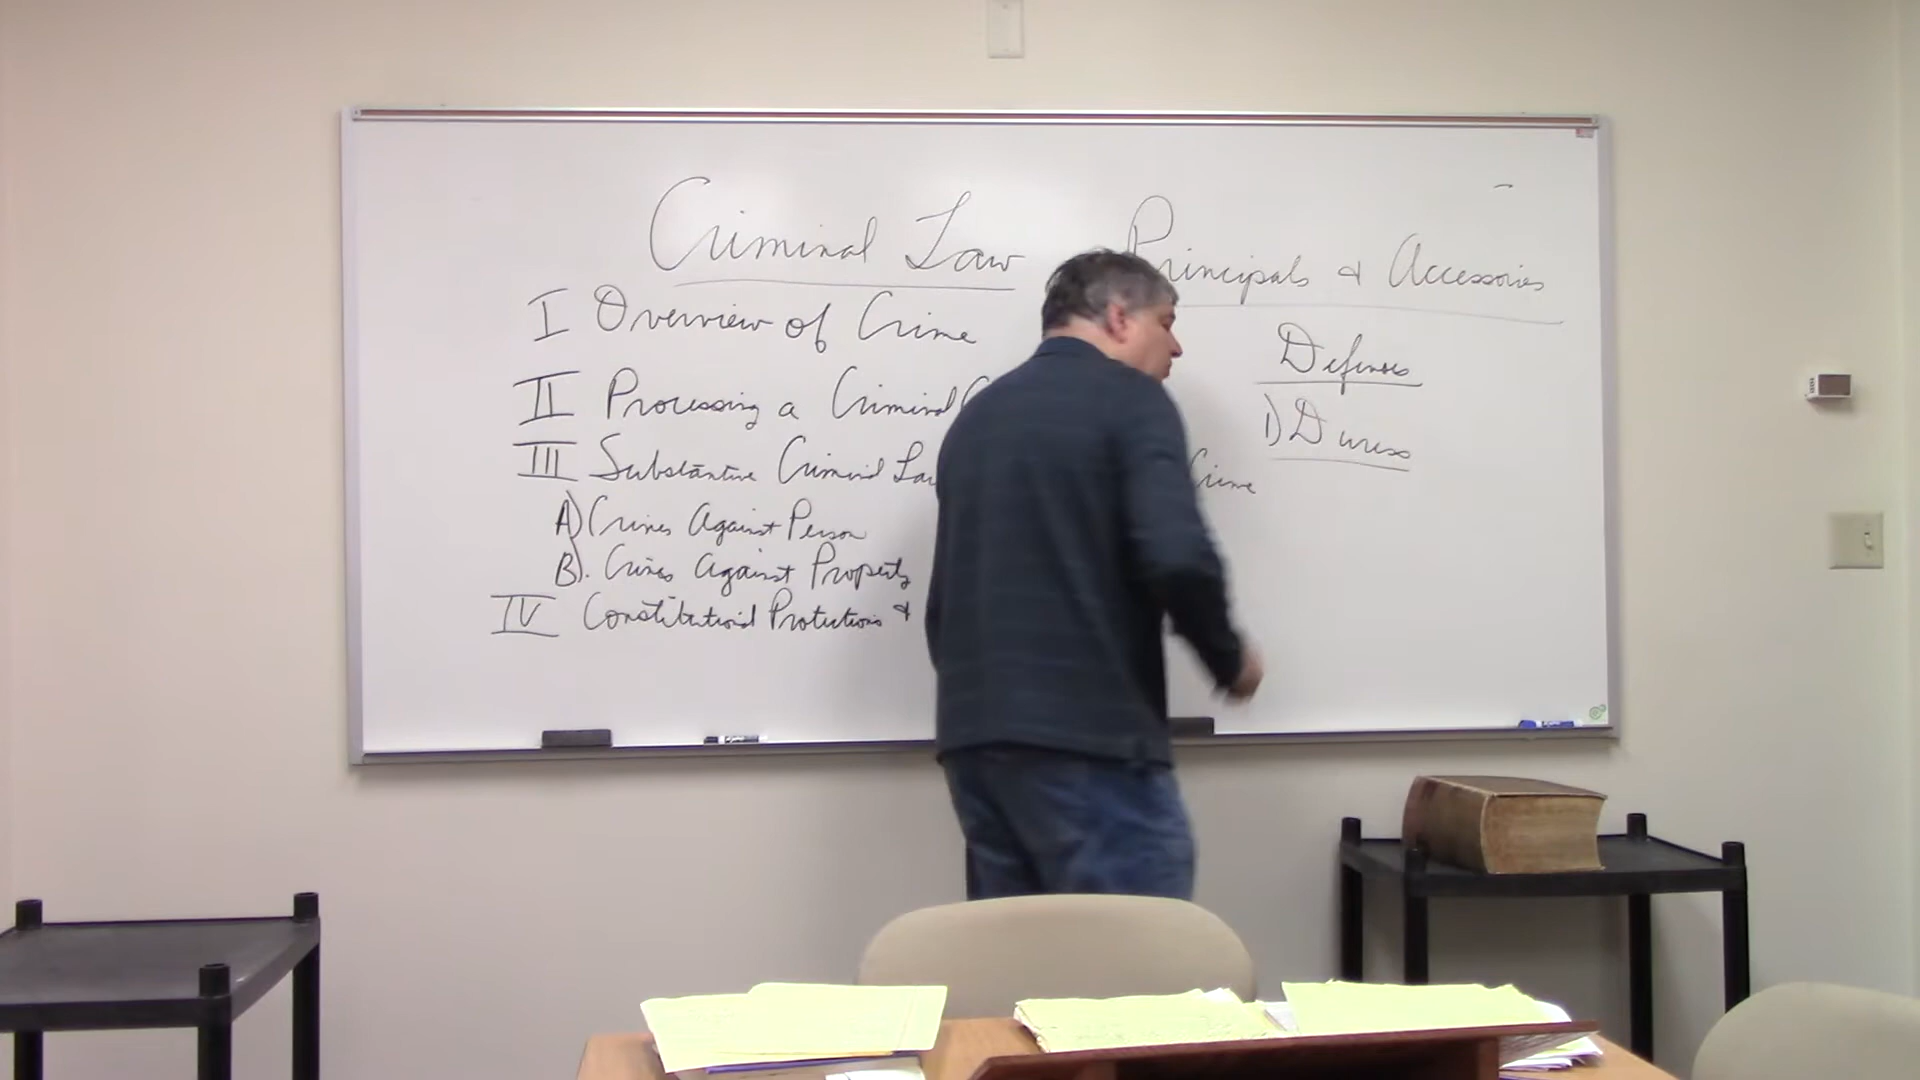 Criminal Law
I Overview of Crime
II Processing a Criminal
III Substantive Criminal Law
A) Crimes Against Person
B). Crimes Against Property
IV Constitutional Protections &
Principals & Accessories
Defenses
1) Duress
Crime